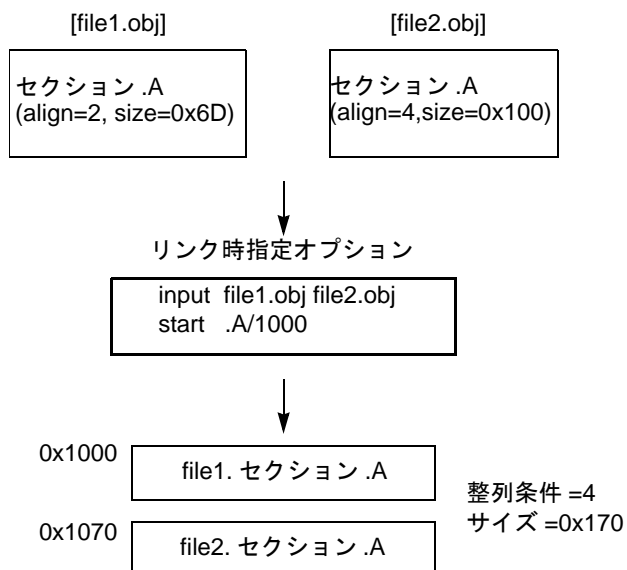 [file1.obj]
[file2.obj]
セクション .A
(align=2, size=0x6D)
セクション .A
(align=4,size=0x100)
リンク時指定オプション
input file1.obj file2.obj
start .A/1000
0x1000
file1. セクション .A
0x1070
file2. セクション .A
整列条件 =4
サイズ =0x170